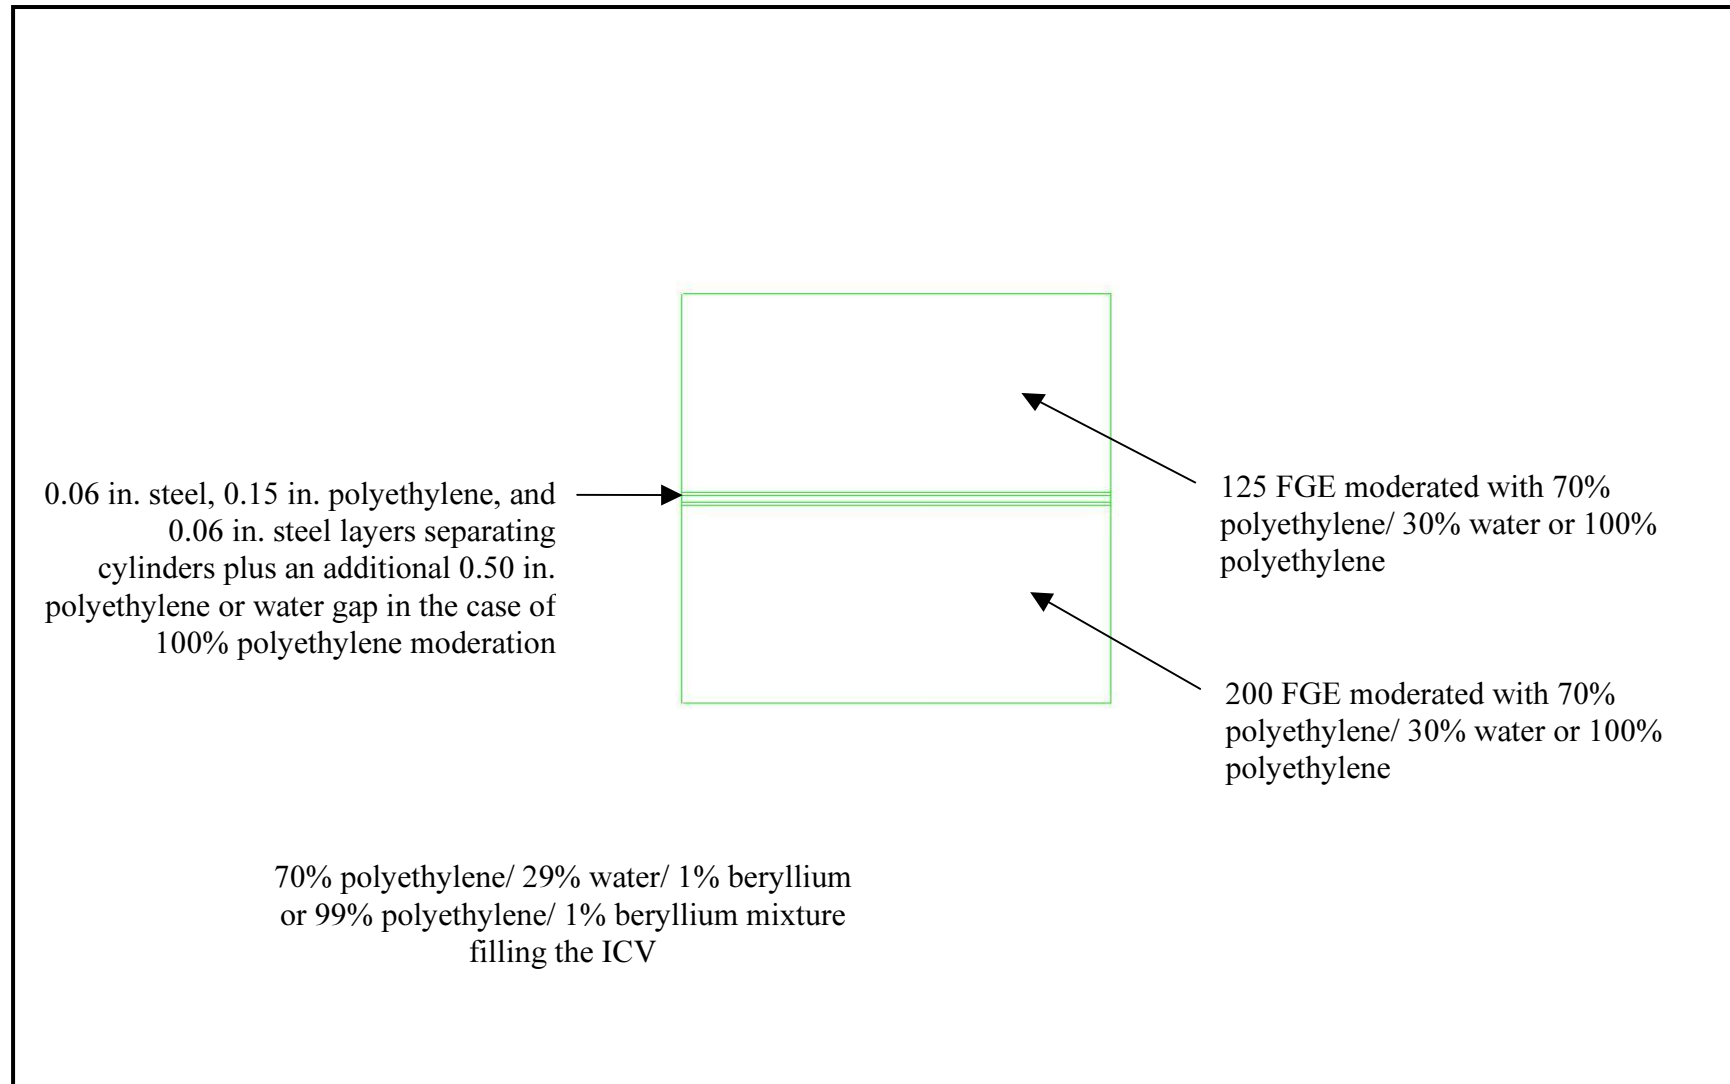 0.06 in. steel, 0.15 in. polyethylene, and
0.06 in. steel layers separating
cylinders plus an additional 0.50 in.
polyethylene or water gap in the case of
100% polyethylene moderation
125 FGE moderated with 70%
polyethylene/ 30% water or 100%
polyethylene
200 FGE moderated with 70%
polyethylene/ 30% water or 100%
polyethylene
70% polyethylene/ 29% water/ 1% beryllium
or 99% polyethylene/ 1% beryllium mixture
filling the ICV